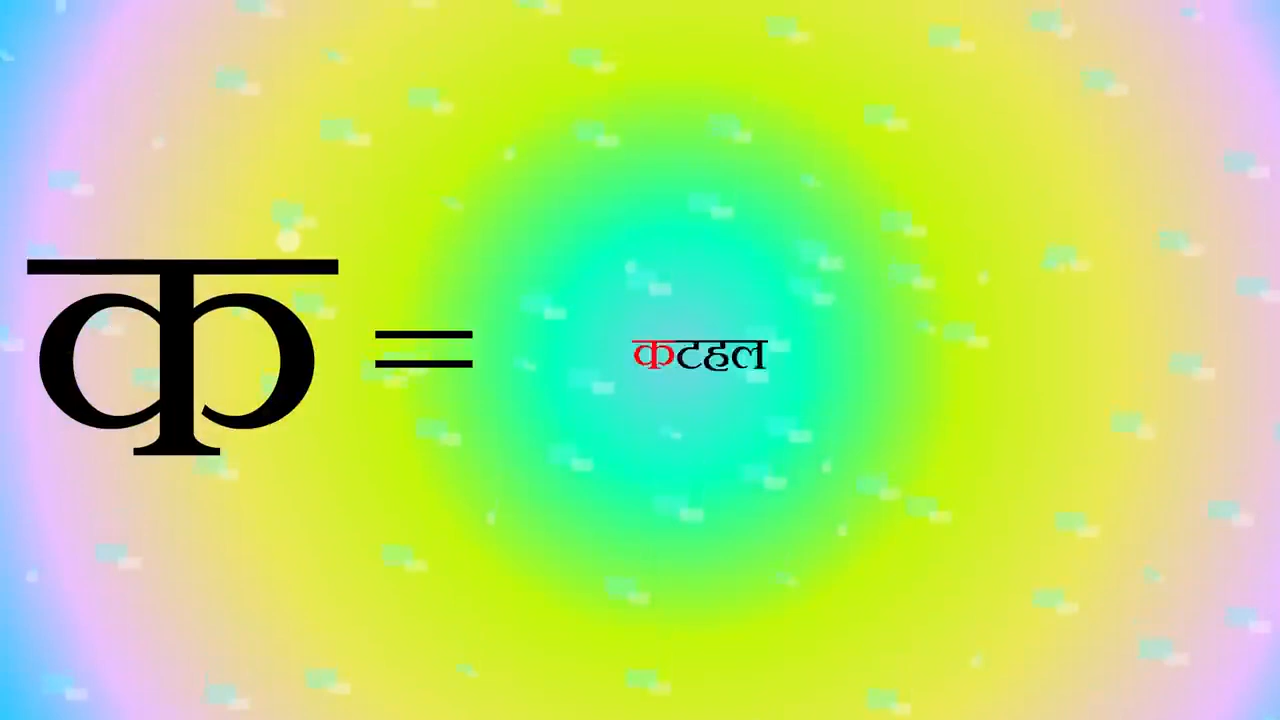 क = कटहल